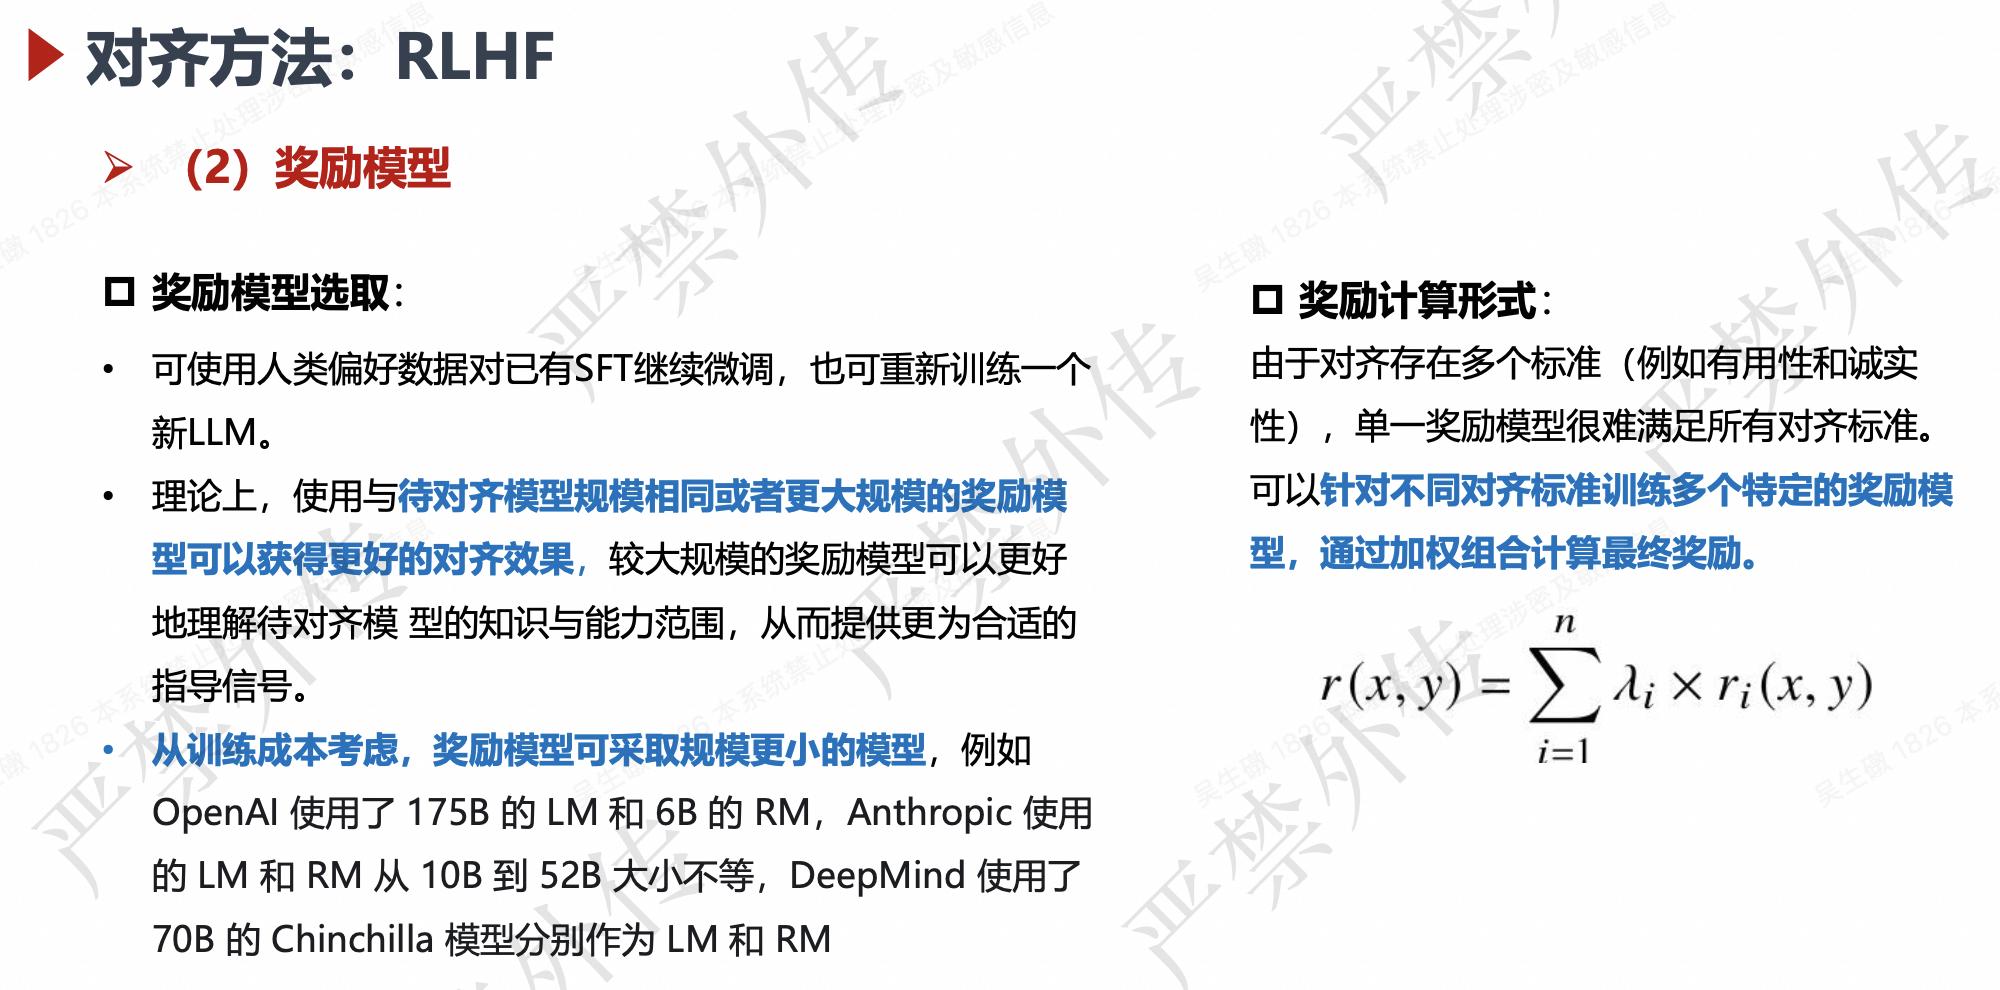 对齐方法：RLHF
（2）奖励模型
奖励模型选取：
• 可使用人类偏好数据对已有SFT继续微调，也可重新训练一个
新LLM。
• 理论上，使用与待对齐模型规模相同或者更大规模的奖励模
型可以获得更好的对齐效果，较大规模的奖励模型可以更好
地理解待对齐模 型的知识与能力范围，从而提供更为合适的
指导信号。
• 从训练成本考虑，奖励模型可采取规模更小的模型，例如
OpenAI 使用了 175B 的 LM 和 6B 的 RM，Anthropic 使用
的 LM 和 RM 从 10B 到 52B 大小不等，DeepMind 使用了
70B 的 Chinchilla 模型分别作为 LM 和 RM
奖励计算形式：
由于对齐存在多个标准（例如有用性和诚实
性），单一奖励模型很难满足所有对齐标准。
可以针对不同对齐标准训练多个特定的奖励模
型，通过加权组合计算最终奖励。
r(x, y) = ∑_{i=1}^{n} λ_i × r_i(x, y)
严禁外传
吴生礅 1826 本系统禁止处理涉密及敏感信息